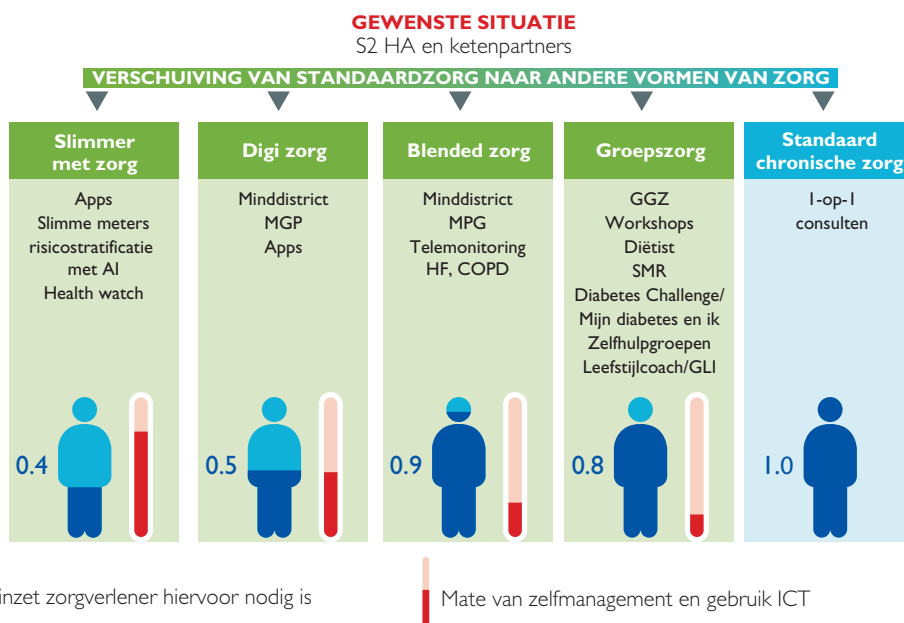 GEWENSTE SITUATIE
S2 HA en ketenpartners
VERSCHUIVING VAN STANDAARDZORG NAAR ANDERE VORMEN VAN ZORG
Slimmer
met zorg
Apps
Slimme meters
risicostratificatie
met AI
Health watch
0.4
Digi zorg
Minddistrict
MGP
Apps
0.5
Blended zorg
Minddistrict
MPG
Telemonitoring
HF, COPD
0.9
Groepszorg
GGZ
Workshops
Diëtist
SMR
Diabetes Challenge/
Mijn diabetes en ik
Zelfhulpgroepen
Leefstijlcoach/GLI
0.8
Standaard
chronische zorg
1-op-1
consulten
1.0
inzet zorgverlener hiervoor nodig is
Mate van zelfmanagement en gebruik ICT